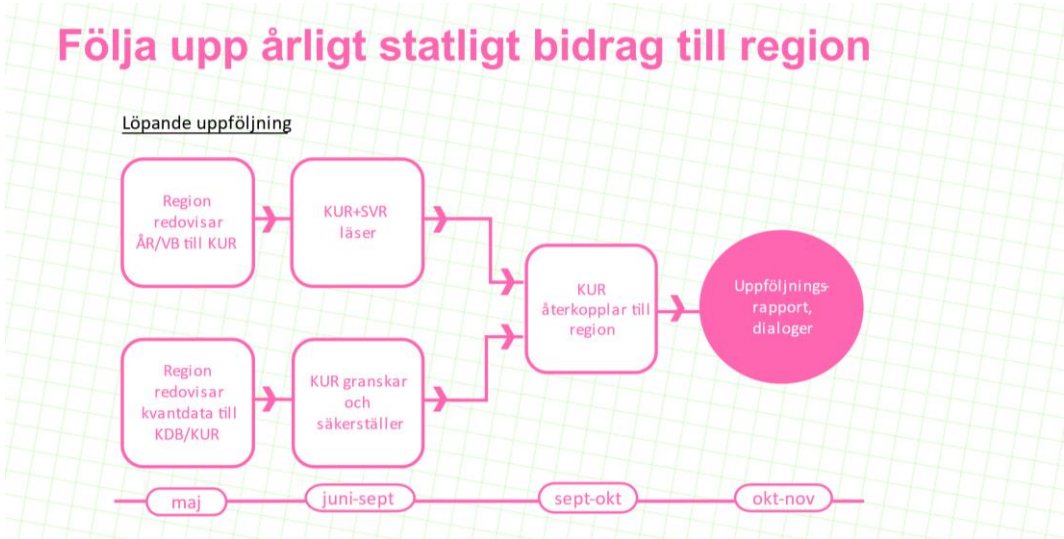 Följa upp årligt statligt bidrag till region
Löpande uppföljning
Region
redovisar
ÅR/VB till KUR
KUR+SVR
läser
Region
redovisar
kvantdata till
KDB/KUR
KUR granskar
och
säkerställer
KUR
återkopplar till
region
Uppföljnings-
rapport,
dialoger
maj
juni-sept
sept-okt
okt-nov